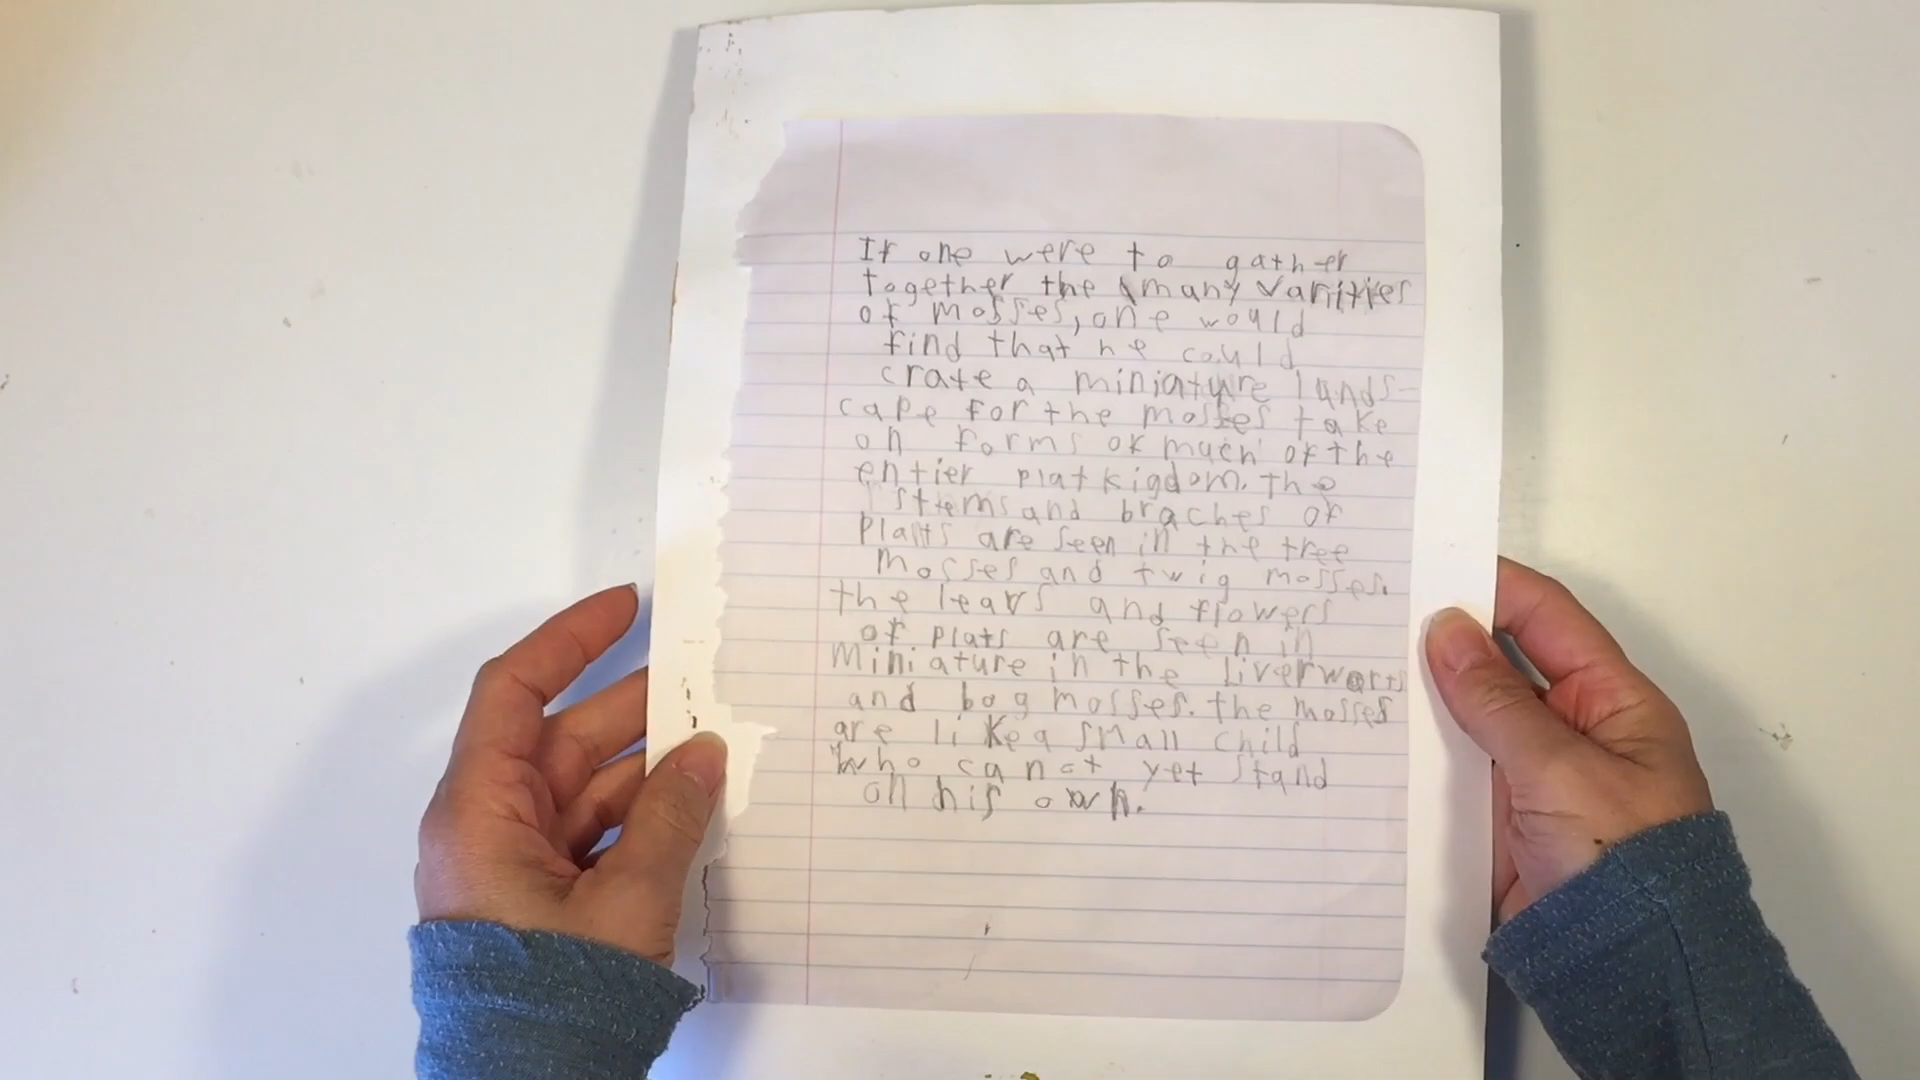 If one were to gather
together the many varitties
of mosses, one would
find that he could
crate a miniature lands-
cape for the mosses take
on forms of much of the
entier plat kigdom. the
stems and braches of
Plants are seen in the tree
mosses and twig mosses.
the leavs and flowers
of plats are seen in
miniature in the liverworts
and bog mosses. the mosses
are like a small child
who cannot yet stand
on his own.